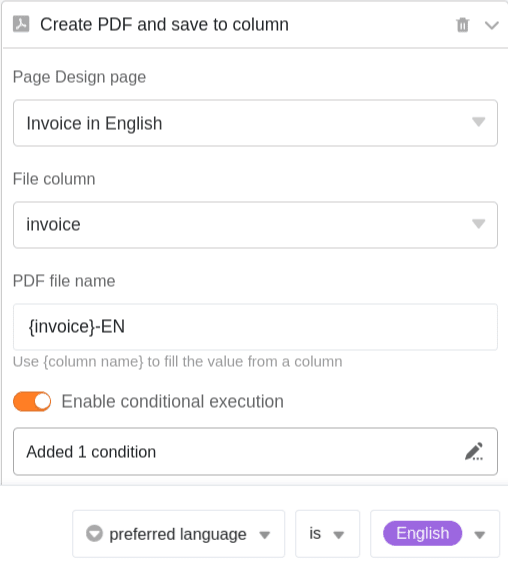 Create PDF and save to column
Page Design page
Invoice in English
File column
invoice
PDF file name
{invoice}-EN
Use {column name} to fill the value from a column
Enable conditional execution
Added 1 condition
preferred language is English